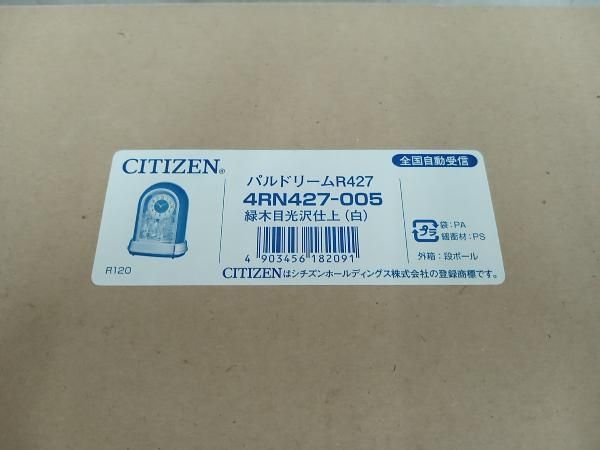 CITIZEN®
R120
パルドリームR427
4RN427-005
緑木目光沢仕上(白)
4 903456 182091
全国自動受信
プラ
袋:PA
緩衝材:PS
外箱:段ボール
CITIZENはシチズンホールディングス株式会社の登録商標です。